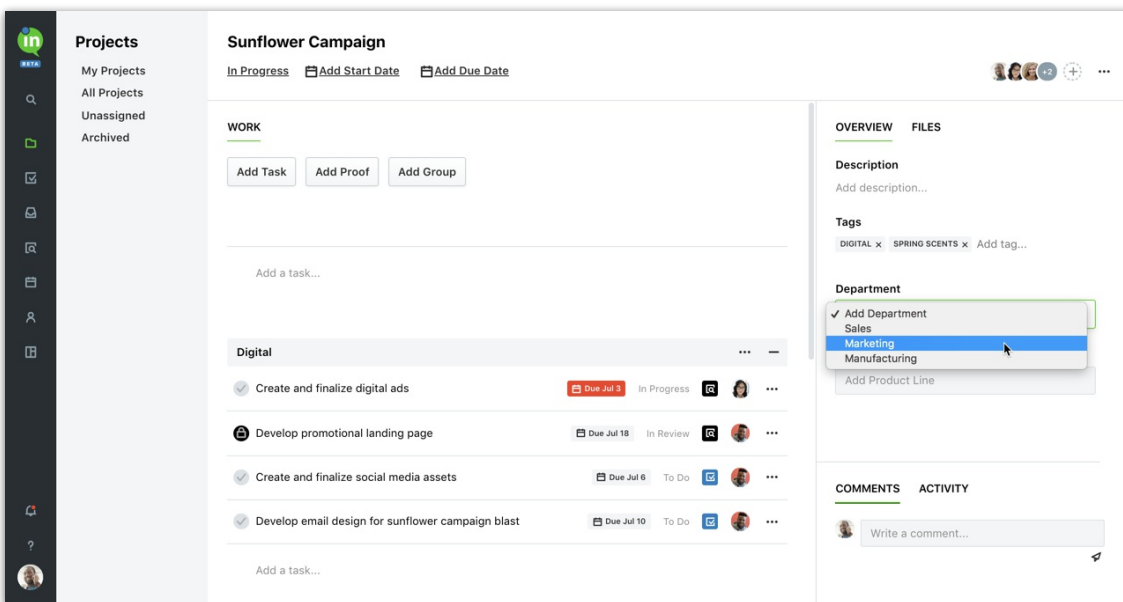 in
BETA
Projects
My Projects
All Projects
Unassigned
Archived
Sunflower Campaign
In Progress Add Start Date Add Due Date
+2
WORK
Add Task Add Proof Add Group
Add a task...
Digital
Create and finalize digital ads Due Jul 3 In Progress
Develop promotional landing page Due Jul 18 In Review
Create and finalize social media assets Due Jul 6 To Do
Develop email design for sunflower campaign blast Due Jul 10 To Do
Add a task...
OVERVIEW FILES
Description
Add description...
Tags
DIGITAL x SPRING SCENTS x Add tag...
Department
✓ Add Department
Sales
Marketing
Manufacturing
Add Product Line
COMMENTS ACTIVITY
Write a comment...
?